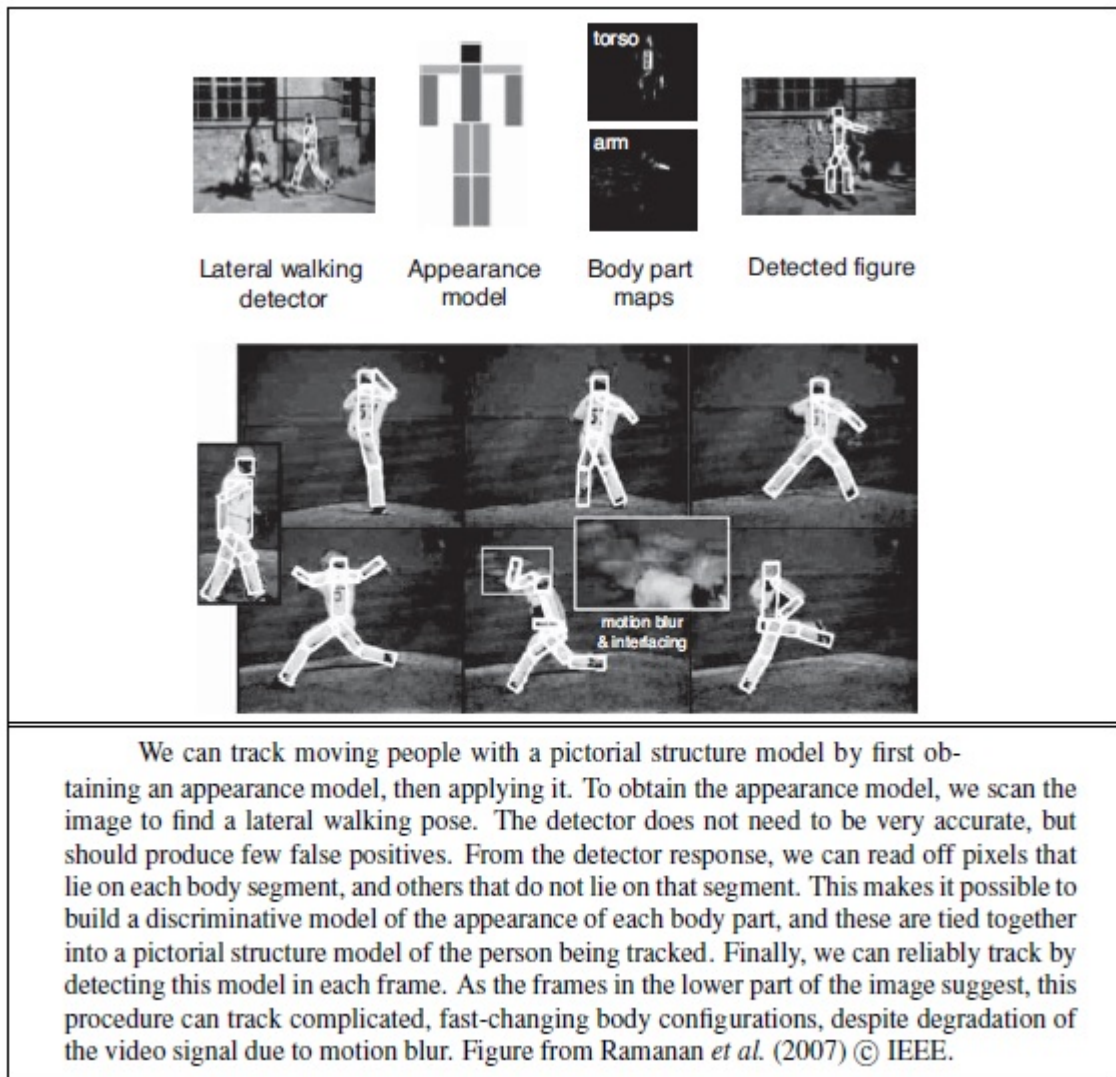 torso
arm
Lateral walking
detector
Appearance
model
Body part
maps
Detected figure
5
5
5
motion blur
& interlacing
We can track moving people with a pictorial structure model by first ob-
taining an appearance model, then applying it. To obtain the appearance model, we scan the
image to find a lateral walking pose. The detector does not need to be very accurate, but
should produce few false positives. From the detector response, we can read off pixels that
lie on each body segment, and others that do not lie on that segment. This makes it possible to
build a discriminative model of the appearance of each body part, and these are tied together
into a pictorial structure model of the person being tracked. Finally, we can reliably track by
detecting this model in each frame. As the frames in the lower part of the image suggest, this
procedure can track complicated, fast-changing body configurations, despite degradation of
the video signal due to motion blur. Figure from Ramanan et al. (2007) © IEEE.